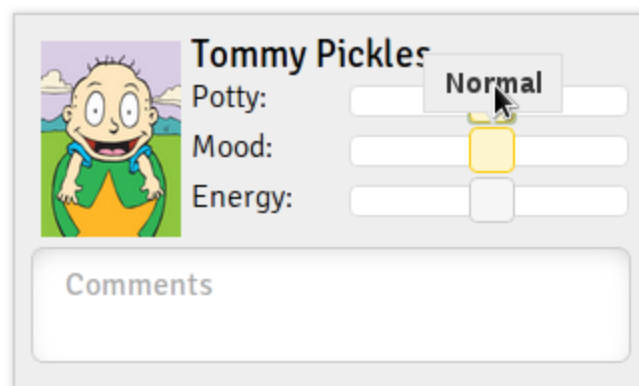 Tommy Pickles
Normal
Potty:
Mood:
Energy:
Comments